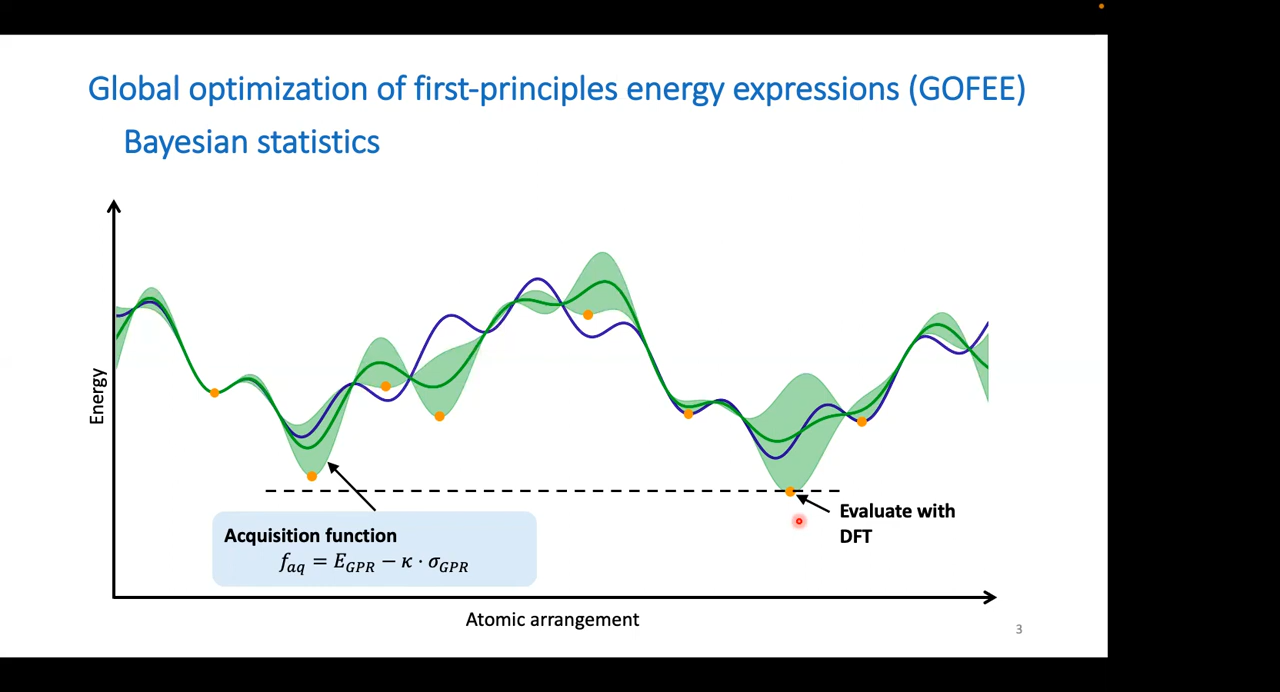 Global optimization of first-principles energy expressions (GOFEE)
Bayesian statistics
Energy
Acquisition function
f_aq = E_GPR − κ · σ_GPR
Evaluate with
DFT
Atomic arrangement
3